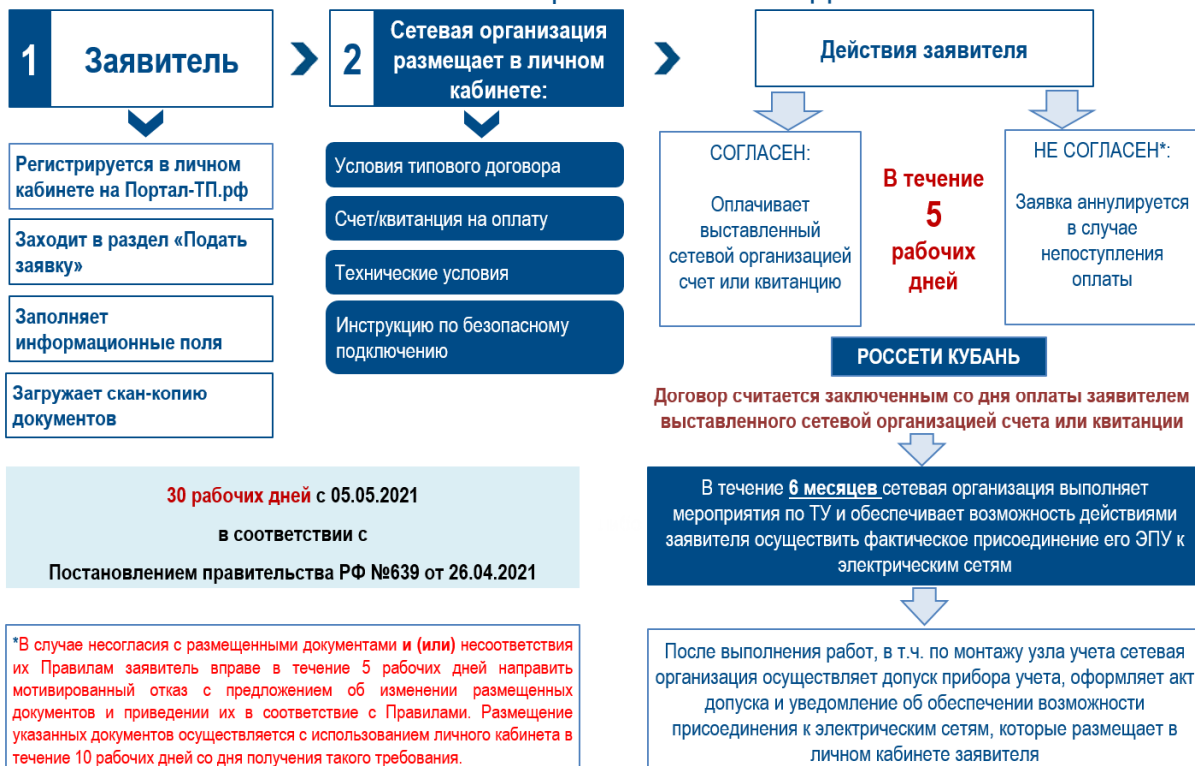 1
Заявитель
2
Сетевая организация
размещает в личном
кабинете:
Действия заявителя
Регистрируется в личном
кабинете на Портал-ТП.рф
Заходит в раздел «Подать
заявку»
Заполняет
информационные поля
Загружает скан-копию
документов
Условия типового договора
Счет/квитанция на оплату
Технические условия
Инструкцию по безопасному
подключению
СОГЛАСЕН:
Оплачивает
выставленный
сетевой организацией
счет или квитанцию
В течение
5
рабочих
дней
НЕ СОГЛАСЕН*:
Заявка аннулируется
в случае
непоступления
оплаты
РОССЕТИ КУБАНЬ
Договор считается заключенным со дня оплаты заявителем
выставленного сетевой организацией счета или квитанции
30 рабочих дней с 05.05.2021
в соответствии с
Постановлением правительства РФ №639 от 26.04.2021
В течение 6 месяцев сетевая организация выполняет
мероприятия по ТУ и обеспечивает возможность действиями
заявителя осуществить фактическое присоединение его ЭПУ к
электрическим сетям
*В случае несогласия с размещенными документами и (или) несоответствия
их Правилам заявитель вправе в течение 5 рабочих дней направить
мотивированный отказ с предложением об изменении размещенных
документов и приведении их в соответствие с Правилами. Размещение
указанных документов осуществляется с использованием личного кабинета в
течение 10 рабочих дней со дня получения такого требования.
После выполнения работ, в т.ч. по монтажу узла учета сетевая
организация осуществляет допуск прибора учета, оформляет акт
допуска и уведомление об обеспечении возможности
присоединения к электрическим сетям, которые размещает в
личном кабинете заявителя